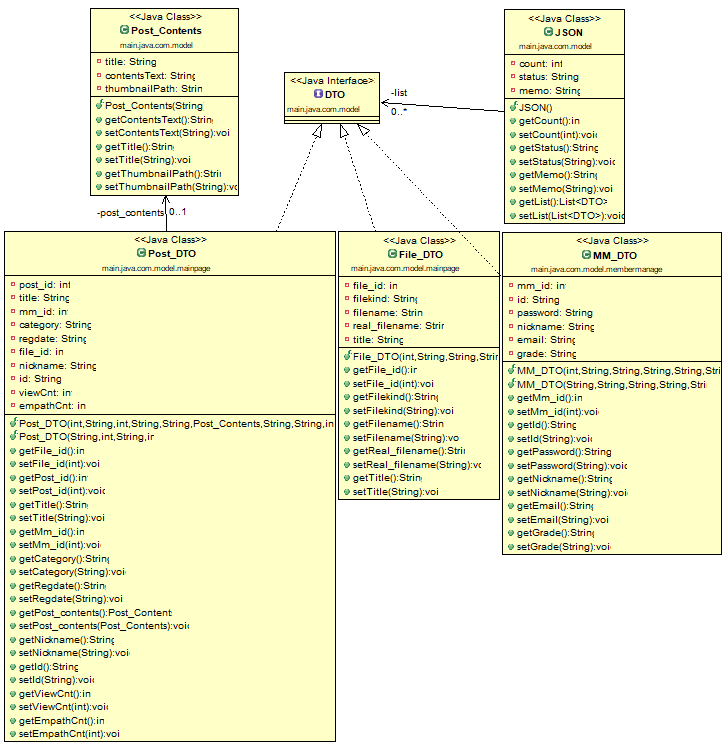 <<Java Class>>
Post_Contents
main.java.com.model
title: String
contentsText: String
thumbnailPath: String
Post_Contents(String
getContentsText():String
setContentsText(String):voi
getTitle():String
setTitle(String):voi
getThumbnailPath():Strin
setThumbnailPath(String):vo
<<Java Interface>>
DTO
main.java.com.model
<<Java Class>>
JSON
main.java.com.model
count: int
status: String
memo: String
JSON()
getCount():in
setCount(int):voi
getStatus():String
setStatus(String):voi
getMemo():String
setMemo(String):voi
getList():List<DTO>
setList(List<DTO>):voi
-list
0..*
-post_contents 0..1
<<Java Class>>
Post_DTO
main.java.com.model.mainpage
post_id: int
title: String
mm_id: int
category: String
regdate: String
file_id: in
nickname: String
id: String
viewCnt: int
empathCnt: int
Post_DTO(int,String,int,String,String,Post_Contents,String,String,in
Post_DTO(String,int,String,in
getFile_id():in
setFile_id(int):voi
getPost_id():in
setPost_id(int):voi
getTitle():Strin
setTitle(String):voi
getMm_id():in
setMm_id(int):voi
getCategory():String
setCategory(String):voi
getRegdate():String
setRegdate(String):voi
getPost_contents():Post_Content
setPost_contents(Post_Contents):voi
getNickname():String
setNickname(String):voi
getId():String
setId(String):voi
getViewCnt():in
setViewCnt(int):voi
getEmpathCnt():in
setEmpathCnt(int):voi
<<Java Class>>
File_DTO
main.java.com.model.mainpage
file_id: in
filekind: String
filename: String
real_filename: Strin
title: String
File_DTO(int,String,String,Strin
getFile_id():in
setFile_id(int):voi
getFilekind():String
setFilekind(String):voi
getFilename():Strin
setFilename(String):vo
getReal_filename():Stri
setReal_filename(String):vo
getTitle():Strin
setTitle(String):voi
<<Java Class>>
MM_DTO
main.java.com.model.membermanage
mm_id: in
id: String
password: String
nickname: String
email: String
grade: String
MM_DTO(int,String,String,String,String,Stri
MM_DTO(String,String,String,String,Stri
getMm_id():in
setMm_id(int):voi
getId():String
setId(String):voi
getPassword():String
setPassword(String):voi
getNickname():String
setNickname(String):voi
getEmail():String
setEmail(String):voi
getGrade():String
setGrade(String):voi